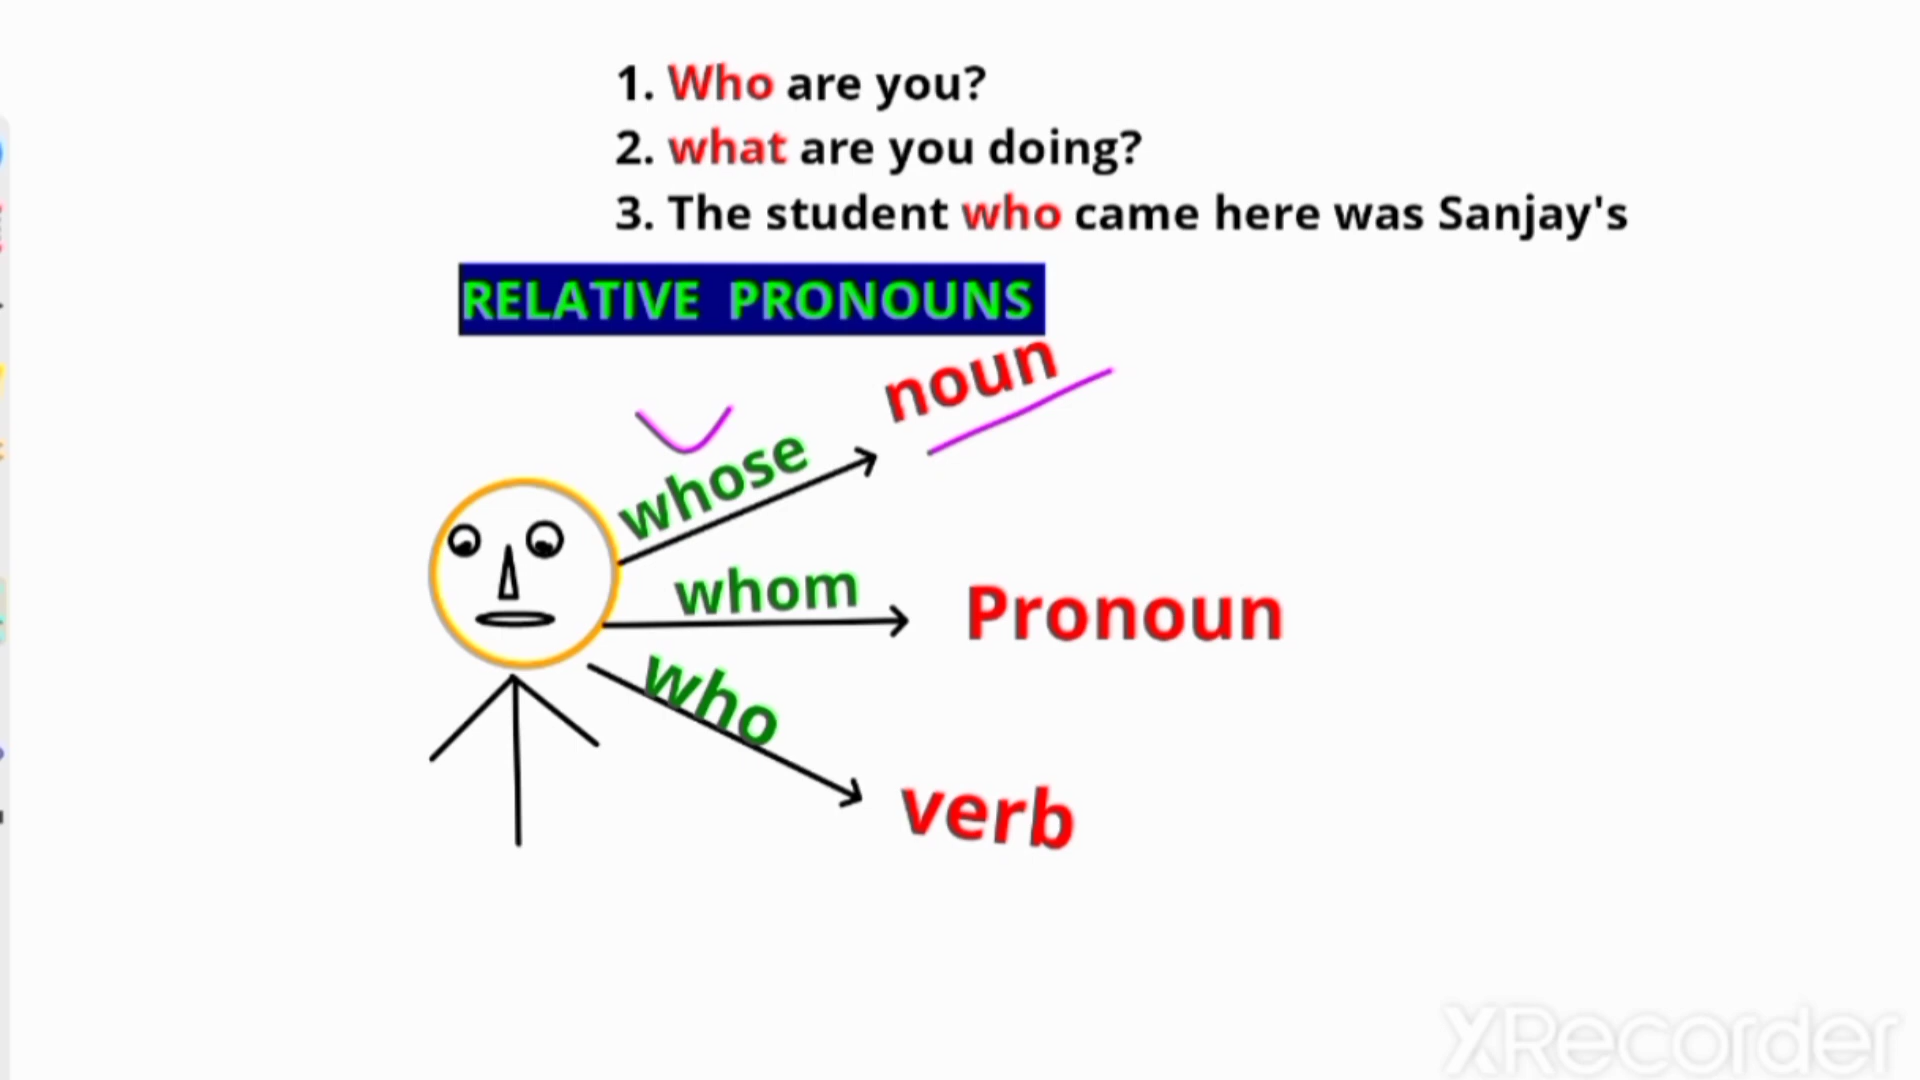 1. Who are you?
2. what are you doing?
3. The student who came here was Sanjay's
RELATIVE PRONOUNS
noun
whose
whom
Pronoun
who
verb
XRecorder